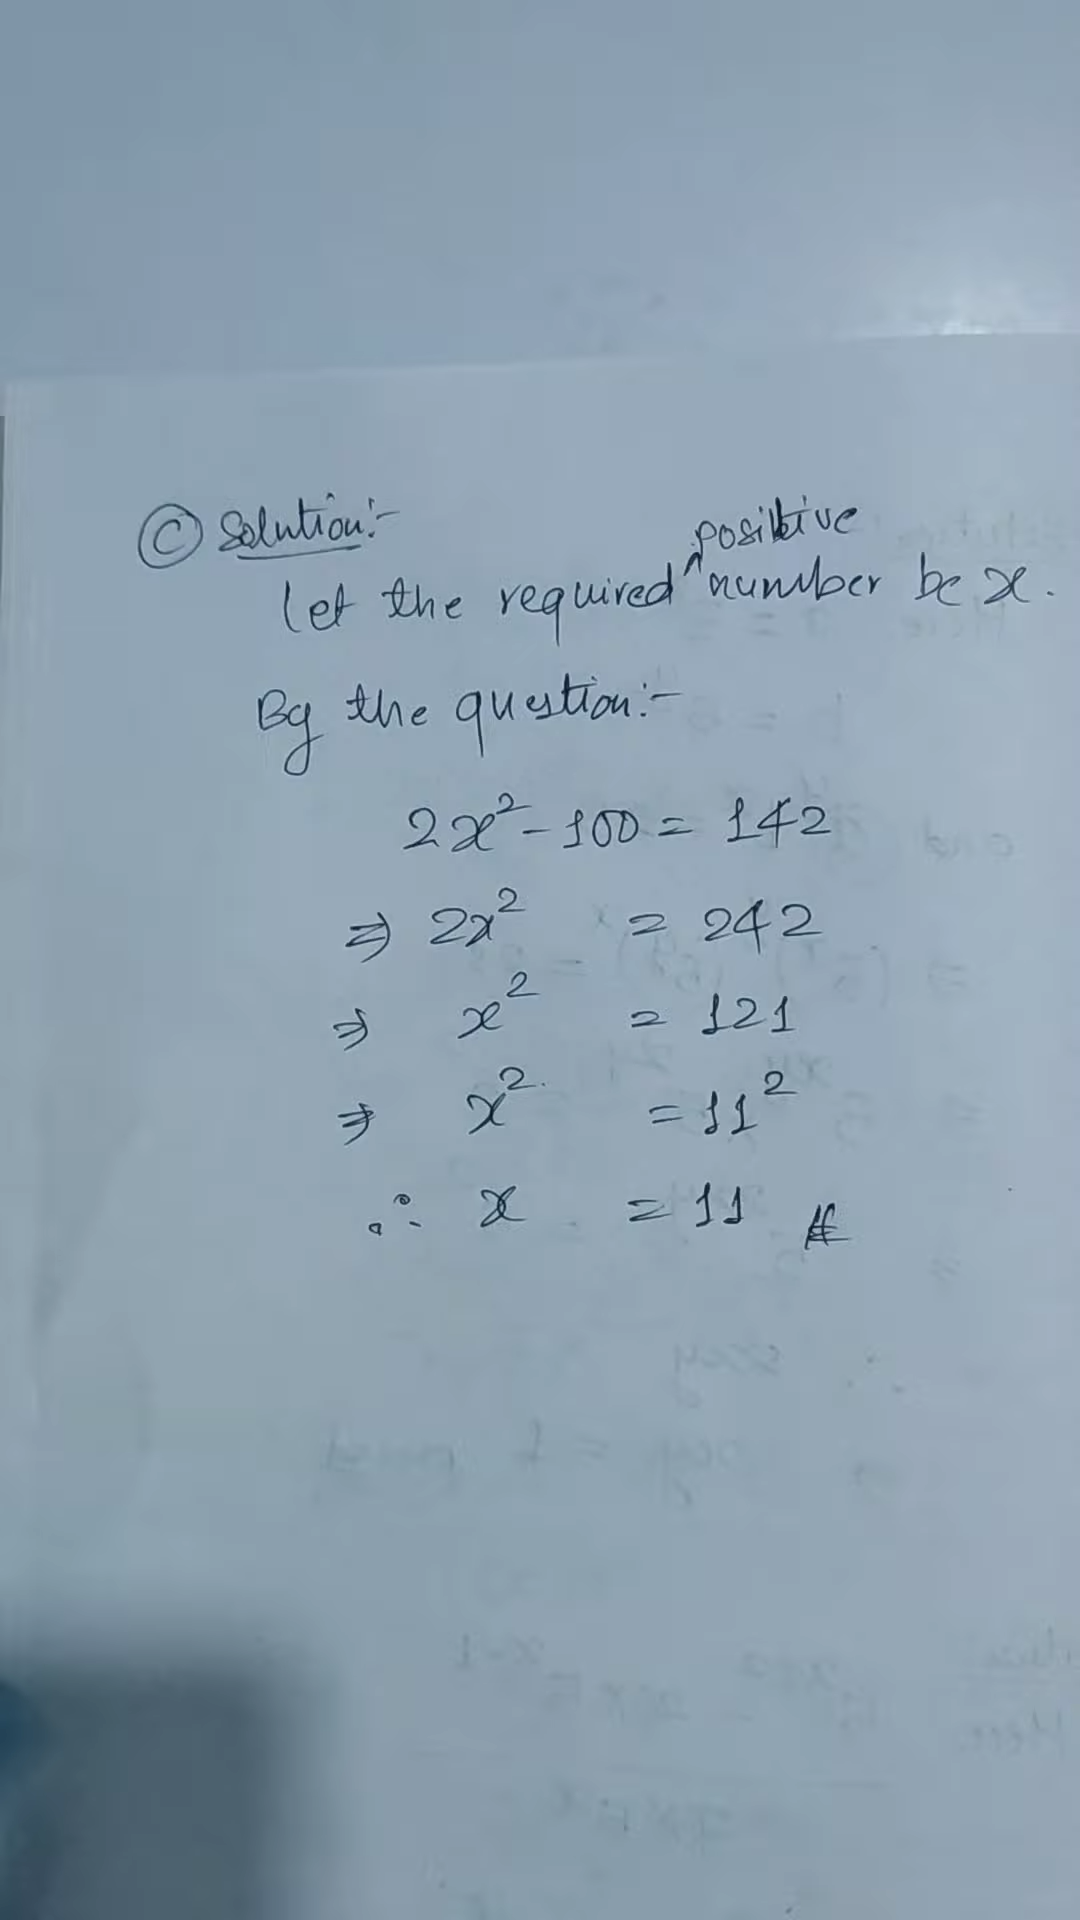 (C) Solution:-
Let the required ^positive number be x.
By the question:-
2x² - 100 = 142
⇒ 2x² = 242
⇒ x² = 121
⇒ x² = 11²
∴ x = 11